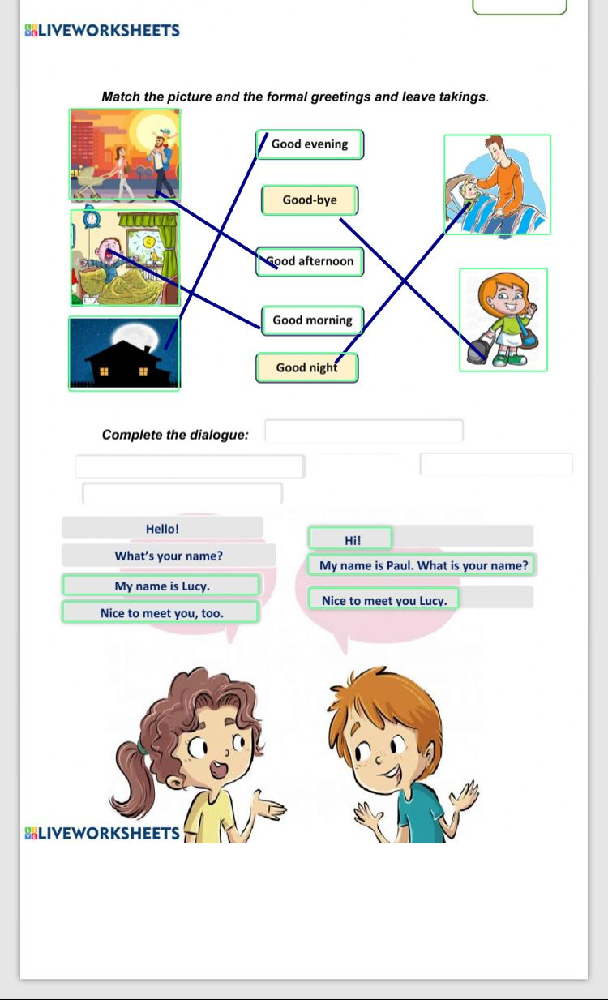 LIVEWORKSHEETS
Match the picture and the formal greetings and leave takings.
Good evening
Good-bye
Good afternoon
Good morning
Good night
Complete the dialogue:
Hello!
What's your name?
My name is Lucy.
Nice to meet you, too.
Hi!
My name is Paul. What is your name?
Nice to meet you Lucy.
LIVEWORKSHEETS